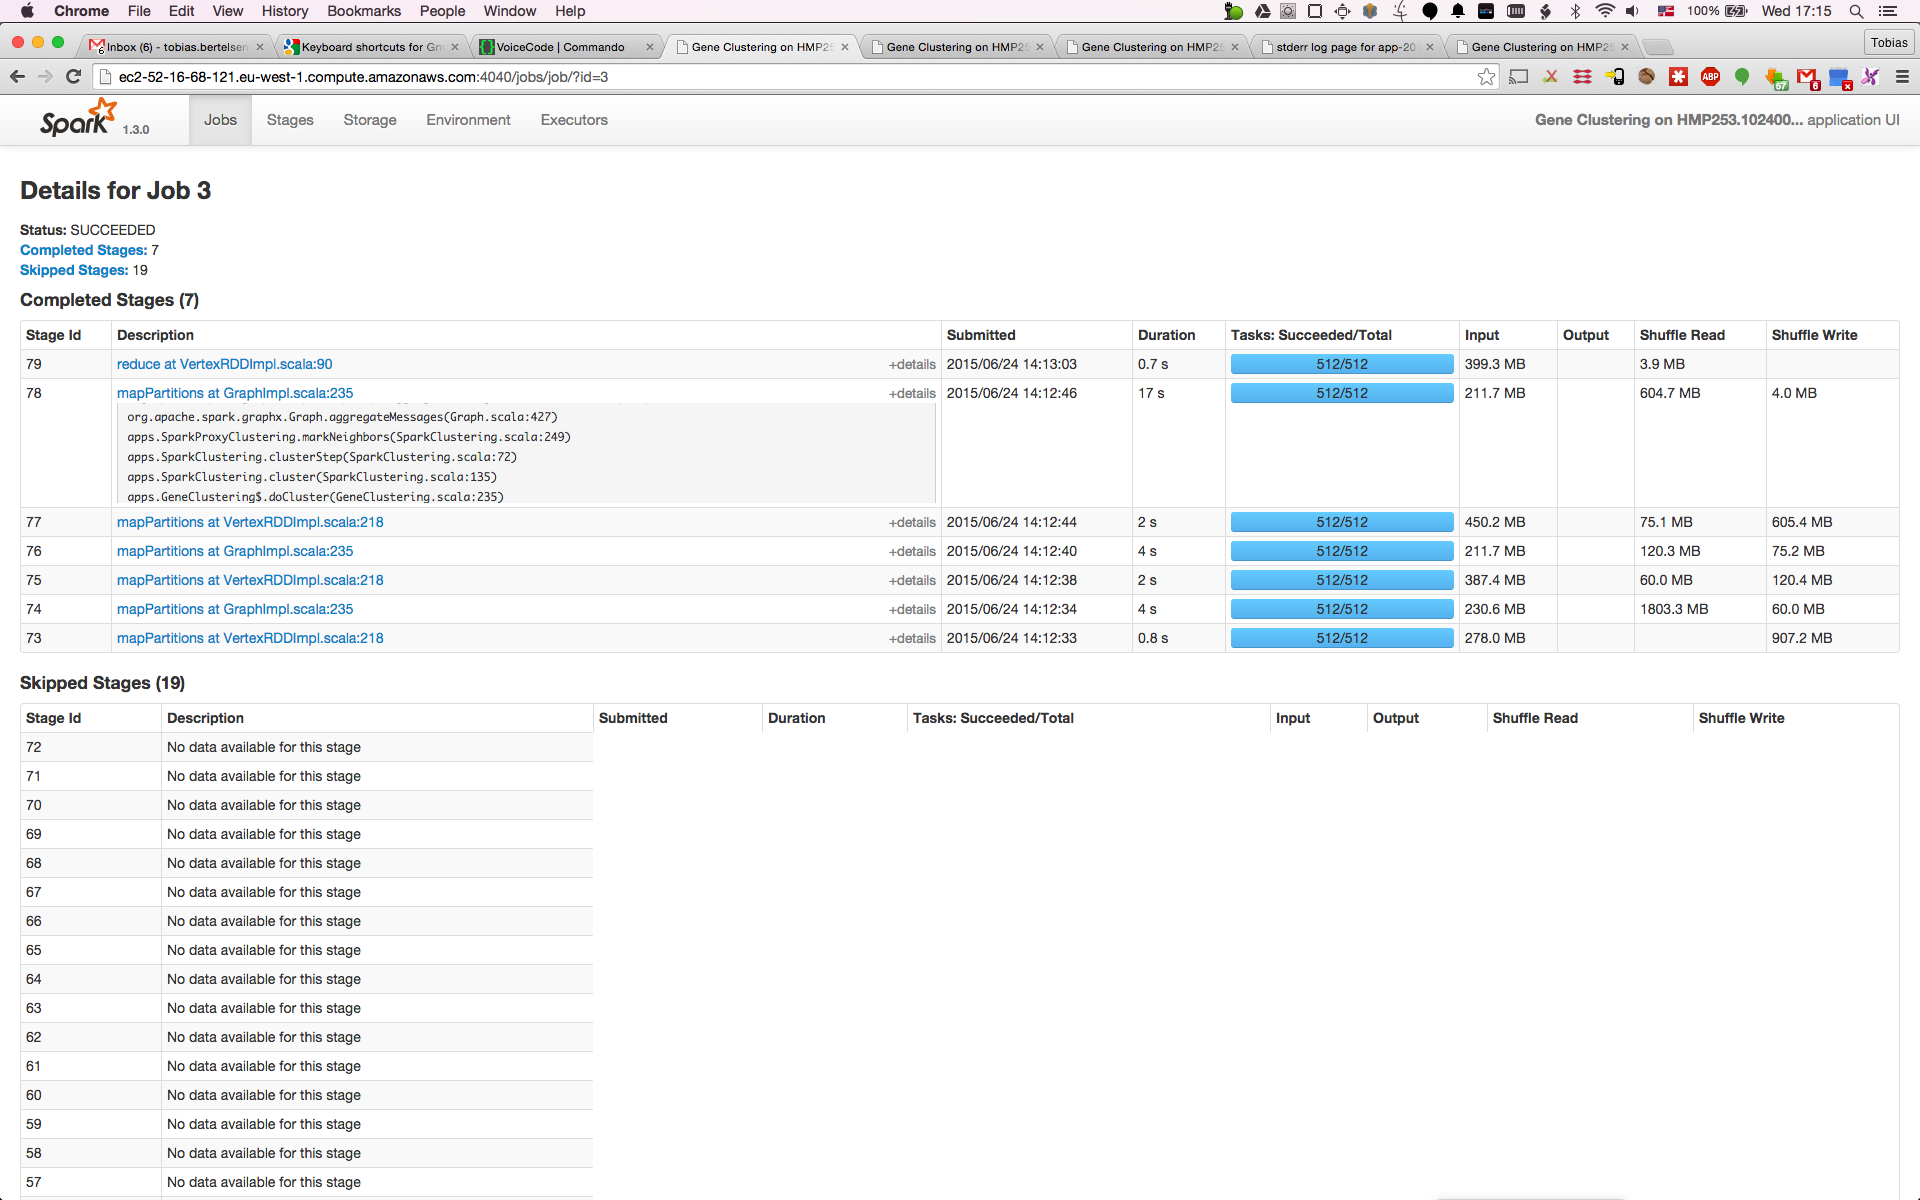 Chrome File Edit View History Bookmarks People Window Help 100% Wed 17:15
Inbox (6) - tobias.bertelsen Keyboard shortcuts for Gm VoiceCode | Commando Gene Clustering on HMP25 Gene Clustering on HMP25 Gene Clustering on HMP25 stderr log page for app-20 Gene Clustering on HMP25 Tobias
ec2-52-16-68-121.eu-west-1.compute.amazonaws.com:4040/jobs/job/?id=3
Spark 1.3.0 Jobs Stages Storage Environment Executors Gene Clustering on HMP253.102400... application UI
Details for Job 3
Status: SUCCEEDED
Completed Stages: 7
Skipped Stages: 19
Completed Stages (7)
Stage Id Description Submitted Duration Tasks: Succeeded/Total Input Output Shuffle Read Shuffle Write
79 reduce at VertexRDDImpl.scala:90 +details 2015/06/24 14:13:03 0.7 s 512/512 399.3 MB 3.9 MB
78 mapPartitions at GraphImpl.scala:235 +details 2015/06/24 14:12:46 17 s 512/512 211.7 MB 604.7 MB 4.0 MB
org.apache.spark.graphx.Graph.aggregateMessages(Graph.scala:427)
apps.SparkProxyClustering.markNeighbors(SparkClustering.scala:249)
apps.SparkClustering.clusterStep(SparkClustering.scala:72)
apps.SparkClustering.cluster(SparkClustering.scala:135)
apps.GeneClustering$.doCluster(GeneClustering.scala:235)
77 mapPartitions at VertexRDDImpl.scala:218 +details 2015/06/24 14:12:44 2 s 512/512 450.2 MB 75.1 MB 605.4 MB
76 mapPartitions at GraphImpl.scala:235 +details 2015/06/24 14:12:40 4 s 512/512 211.7 MB 120.3 MB 75.2 MB
75 mapPartitions at VertexRDDImpl.scala:218 +details 2015/06/24 14:12:38 2 s 512/512 387.4 MB 60.0 MB 120.4 MB
74 mapPartitions at GraphImpl.scala:235 +details 2015/06/24 14:12:34 4 s 512/512 230.6 MB 1803.3 MB 60.0 MB
73 mapPartitions at VertexRDDImpl.scala:218 +details 2015/06/24 14:12:33 0.8 s 512/512 278.0 MB 907.2 MB
Skipped Stages (19)
Stage Id Description Submitted Duration Tasks: Succeeded/Total Input Output Shuffle Read Shuffle Write
72 No data available for this stage
71 No data available for this stage
70 No data available for this stage
69 No data available for this stage
68 No data available for this stage
67 No data available for this stage
66 No data available for this stage
65 No data available for this stage
64 No data available for this stage
63 No data available for this stage
62 No data available for this stage
61 No data available for this stage
60 No data available for this stage
59 No data available for this stage
58 No data available for this stage
57 No data available for this stage